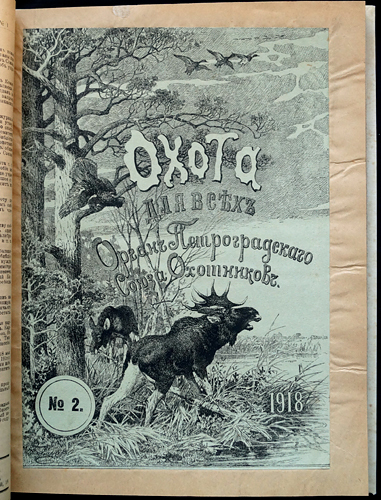 Охота
для всѣхъ
Органъ Петроградскаго
Союза Охотниковъ.
№ 2.
1918